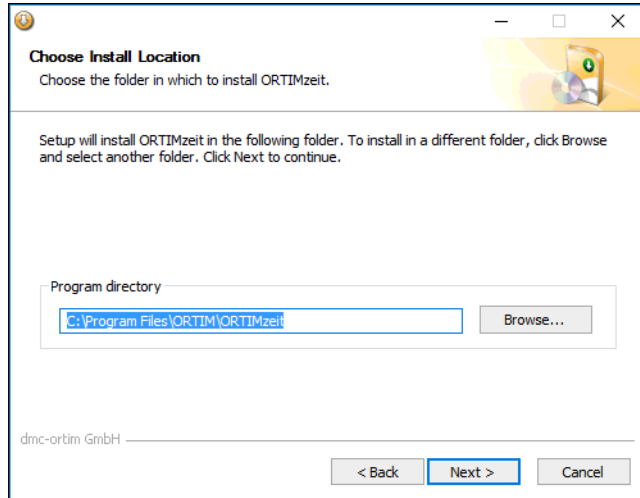 Choose Install Location
Choose the folder in which to install ORTIMzeit.
Setup will install ORTIMzeit in the following folder. To install in a different folder, click Browse
and select another folder. Click Next to continue.
Program directory
C:\Program Files\ORTIM\ORTIMzeit
Browse...
dmc-ortim GmbH
< Back
Next >
Cancel